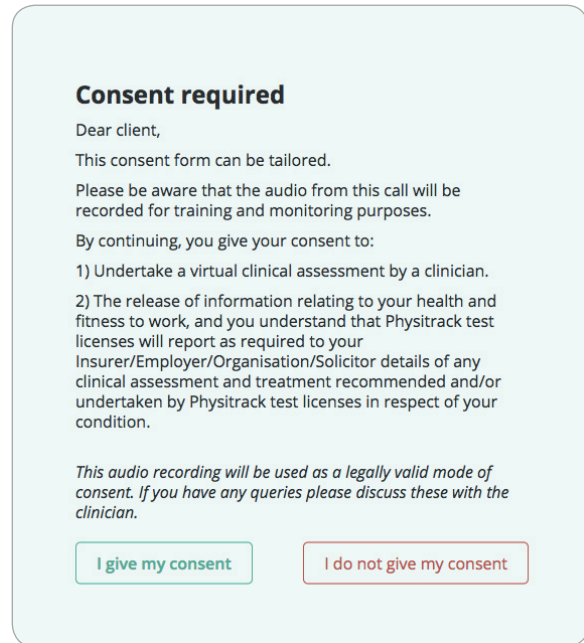 Consent required
Dear client,
This consent form can be tailored.
Please be aware that the audio from this call will be
recorded for training and monitoring purposes.
By continuing, you give your consent to:
1) Undertake a virtual clinical assessment by a clinician.
2) The release of information relating to your health and
fitness to work, and you understand that Physitrack test
licenses will report as required to your
Insurer/Employer/Organisation/Solicitor details of any
clinical assessment and treatment recommended and/or
undertaken by Physitrack test licenses in respect of your
condition.
This audio recording will be used as a legally valid mode of
consent. If you have any queries please discuss these with the
clinician.
I give my consent
I do not give my consent